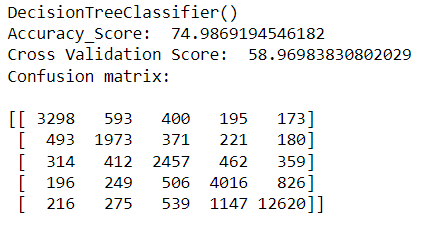 DecisionTreeClassifier()
Accuracy_Score:  74.9869194546182
Cross Validation Score:  58.96983830802029
Confusion matrix:
[[ 3298   593   400   195   173]
 [  493  1973   371   221   180]
 [  314   412  2457   462   359]
 [  196   249   506  4016   826]
 [  216   275   539  1147 12620]]